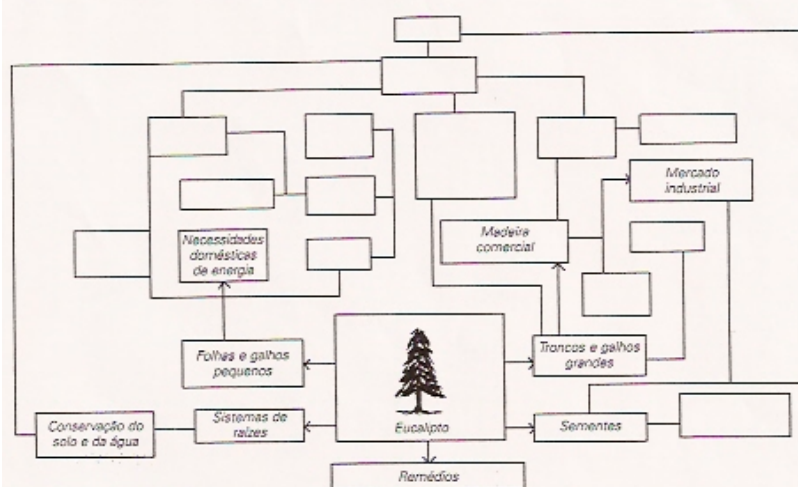 Mercado
industrial
Madeira
comercial
Necessidades
domésticas
de energia
Folhas e galhos
pequenos
Troncos e galhos
grandes
Conservação do
solo e da água
Sistemas de
raízes
Eucalipto
Sementes
Remédios